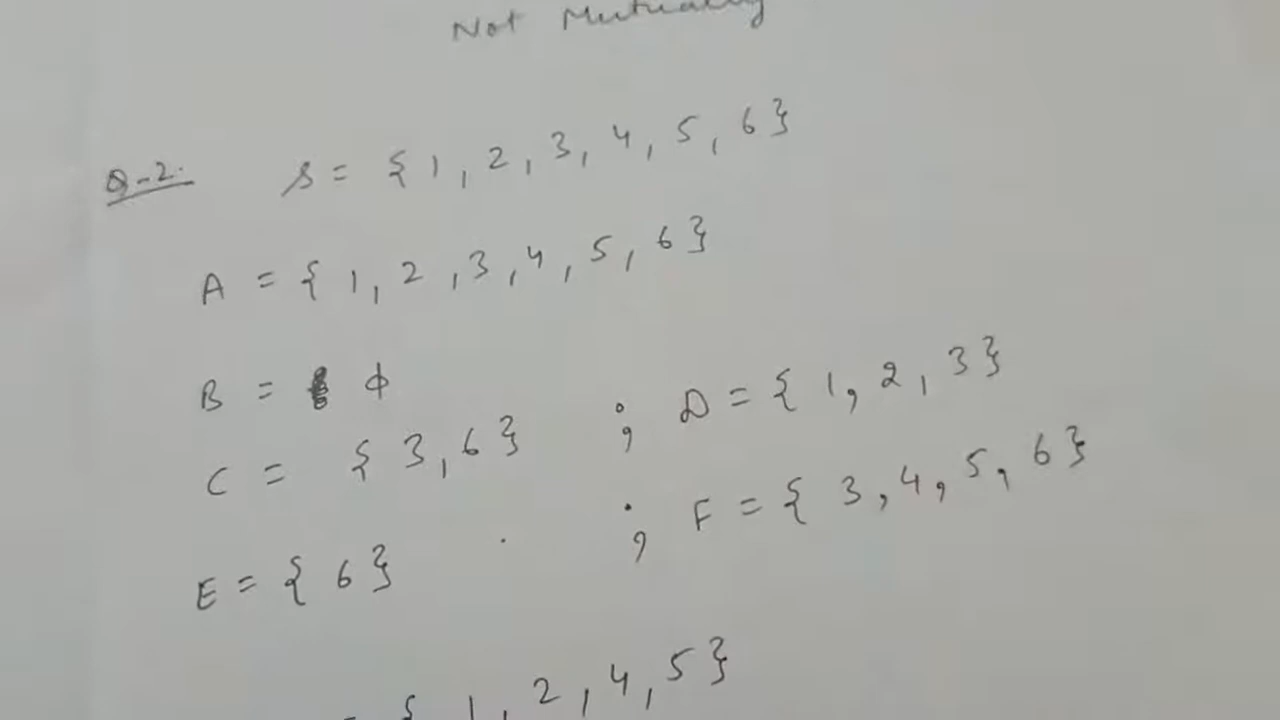 Not Mutually
Q-2. S = { 1, 2, 3, 4, 5, 6 }
A = { 1, 2, 3, 4, 5, 6 }
B = ϕ
C = { 3, 6 } ; D = { 1, 2, 3 }
E = { 6 } ; F = { 3, 4, 5, 6 }
= { 1, 2, 4, 5 }